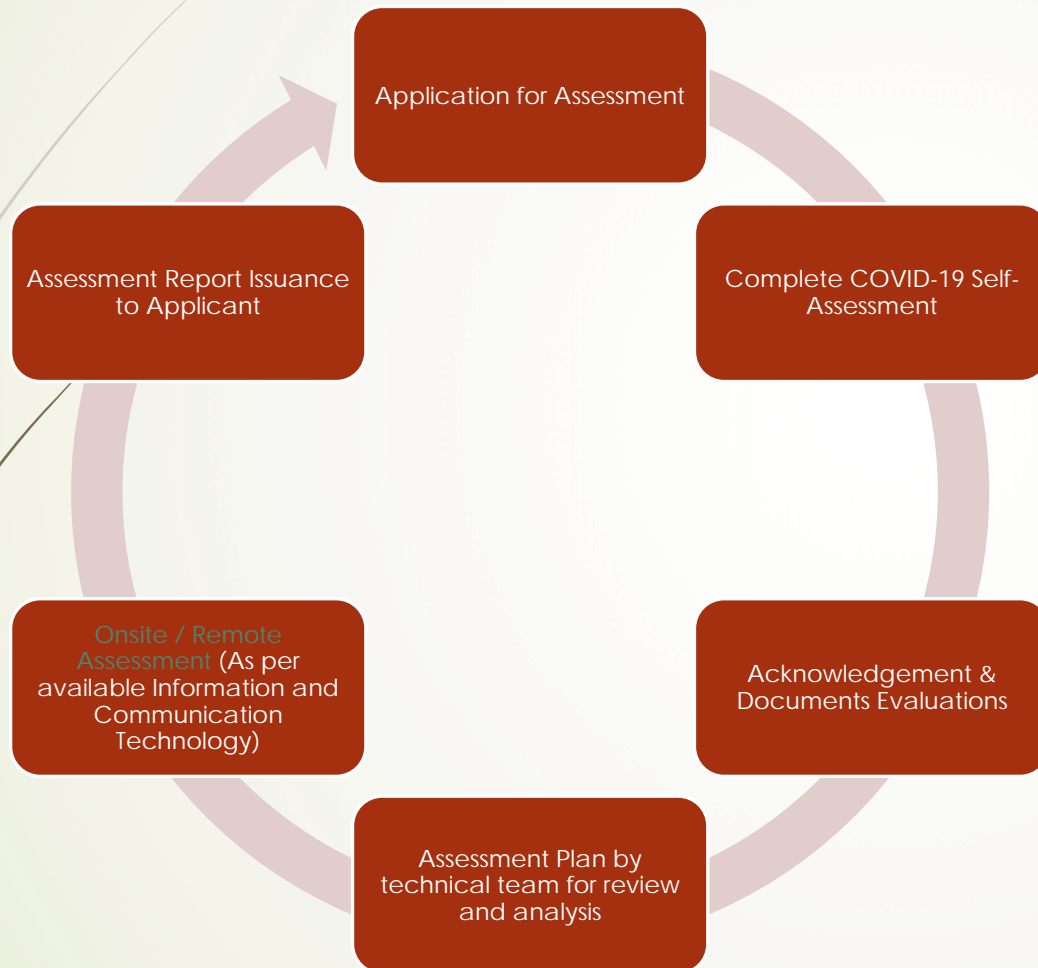 Application for Assessment
Complete COVID-19 Self-
Assessment
Acknowledgement &
Documents Evaluations
Assessment Plan by
technical team for review
and analysis
Onsite / Remote
Assessment (As per
available Information and
Communication
Technology)
Assessment Report Issuance
to Applicant